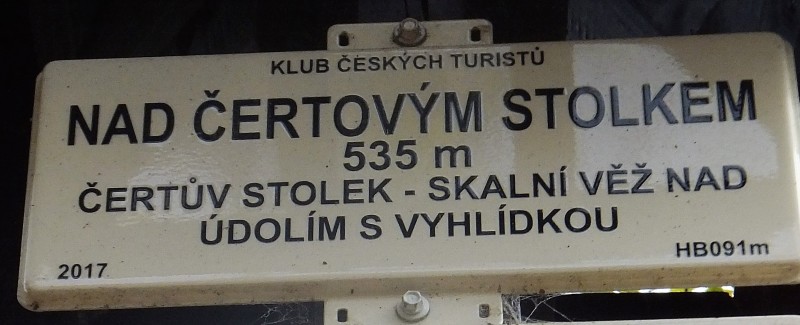 KLUB ČESKÝCH TURISTŮ
NAD ČERTOVÝM STOLKEM
535 m
ČERTŮV STOLEK - SKALNÍ VĚŽ NAD
ÚDOLÍM S VYHLÍDKOU
2017 HB091m